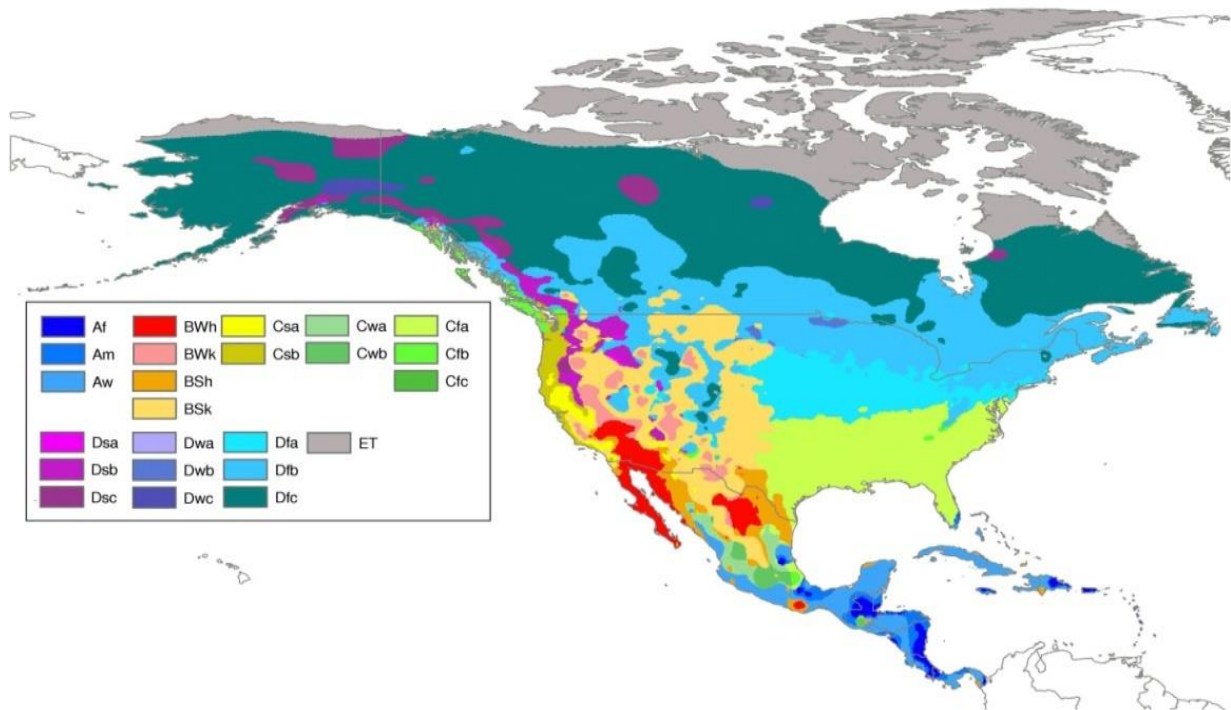 Af BWh Csa Cwa Cfa
Am BWk Csb Cwb Cfb
Aw BSh Cfc
BSk
Dsa Dwa Dfa ET
Dsb Dwb Dfb
Dsc Dwc Dfc